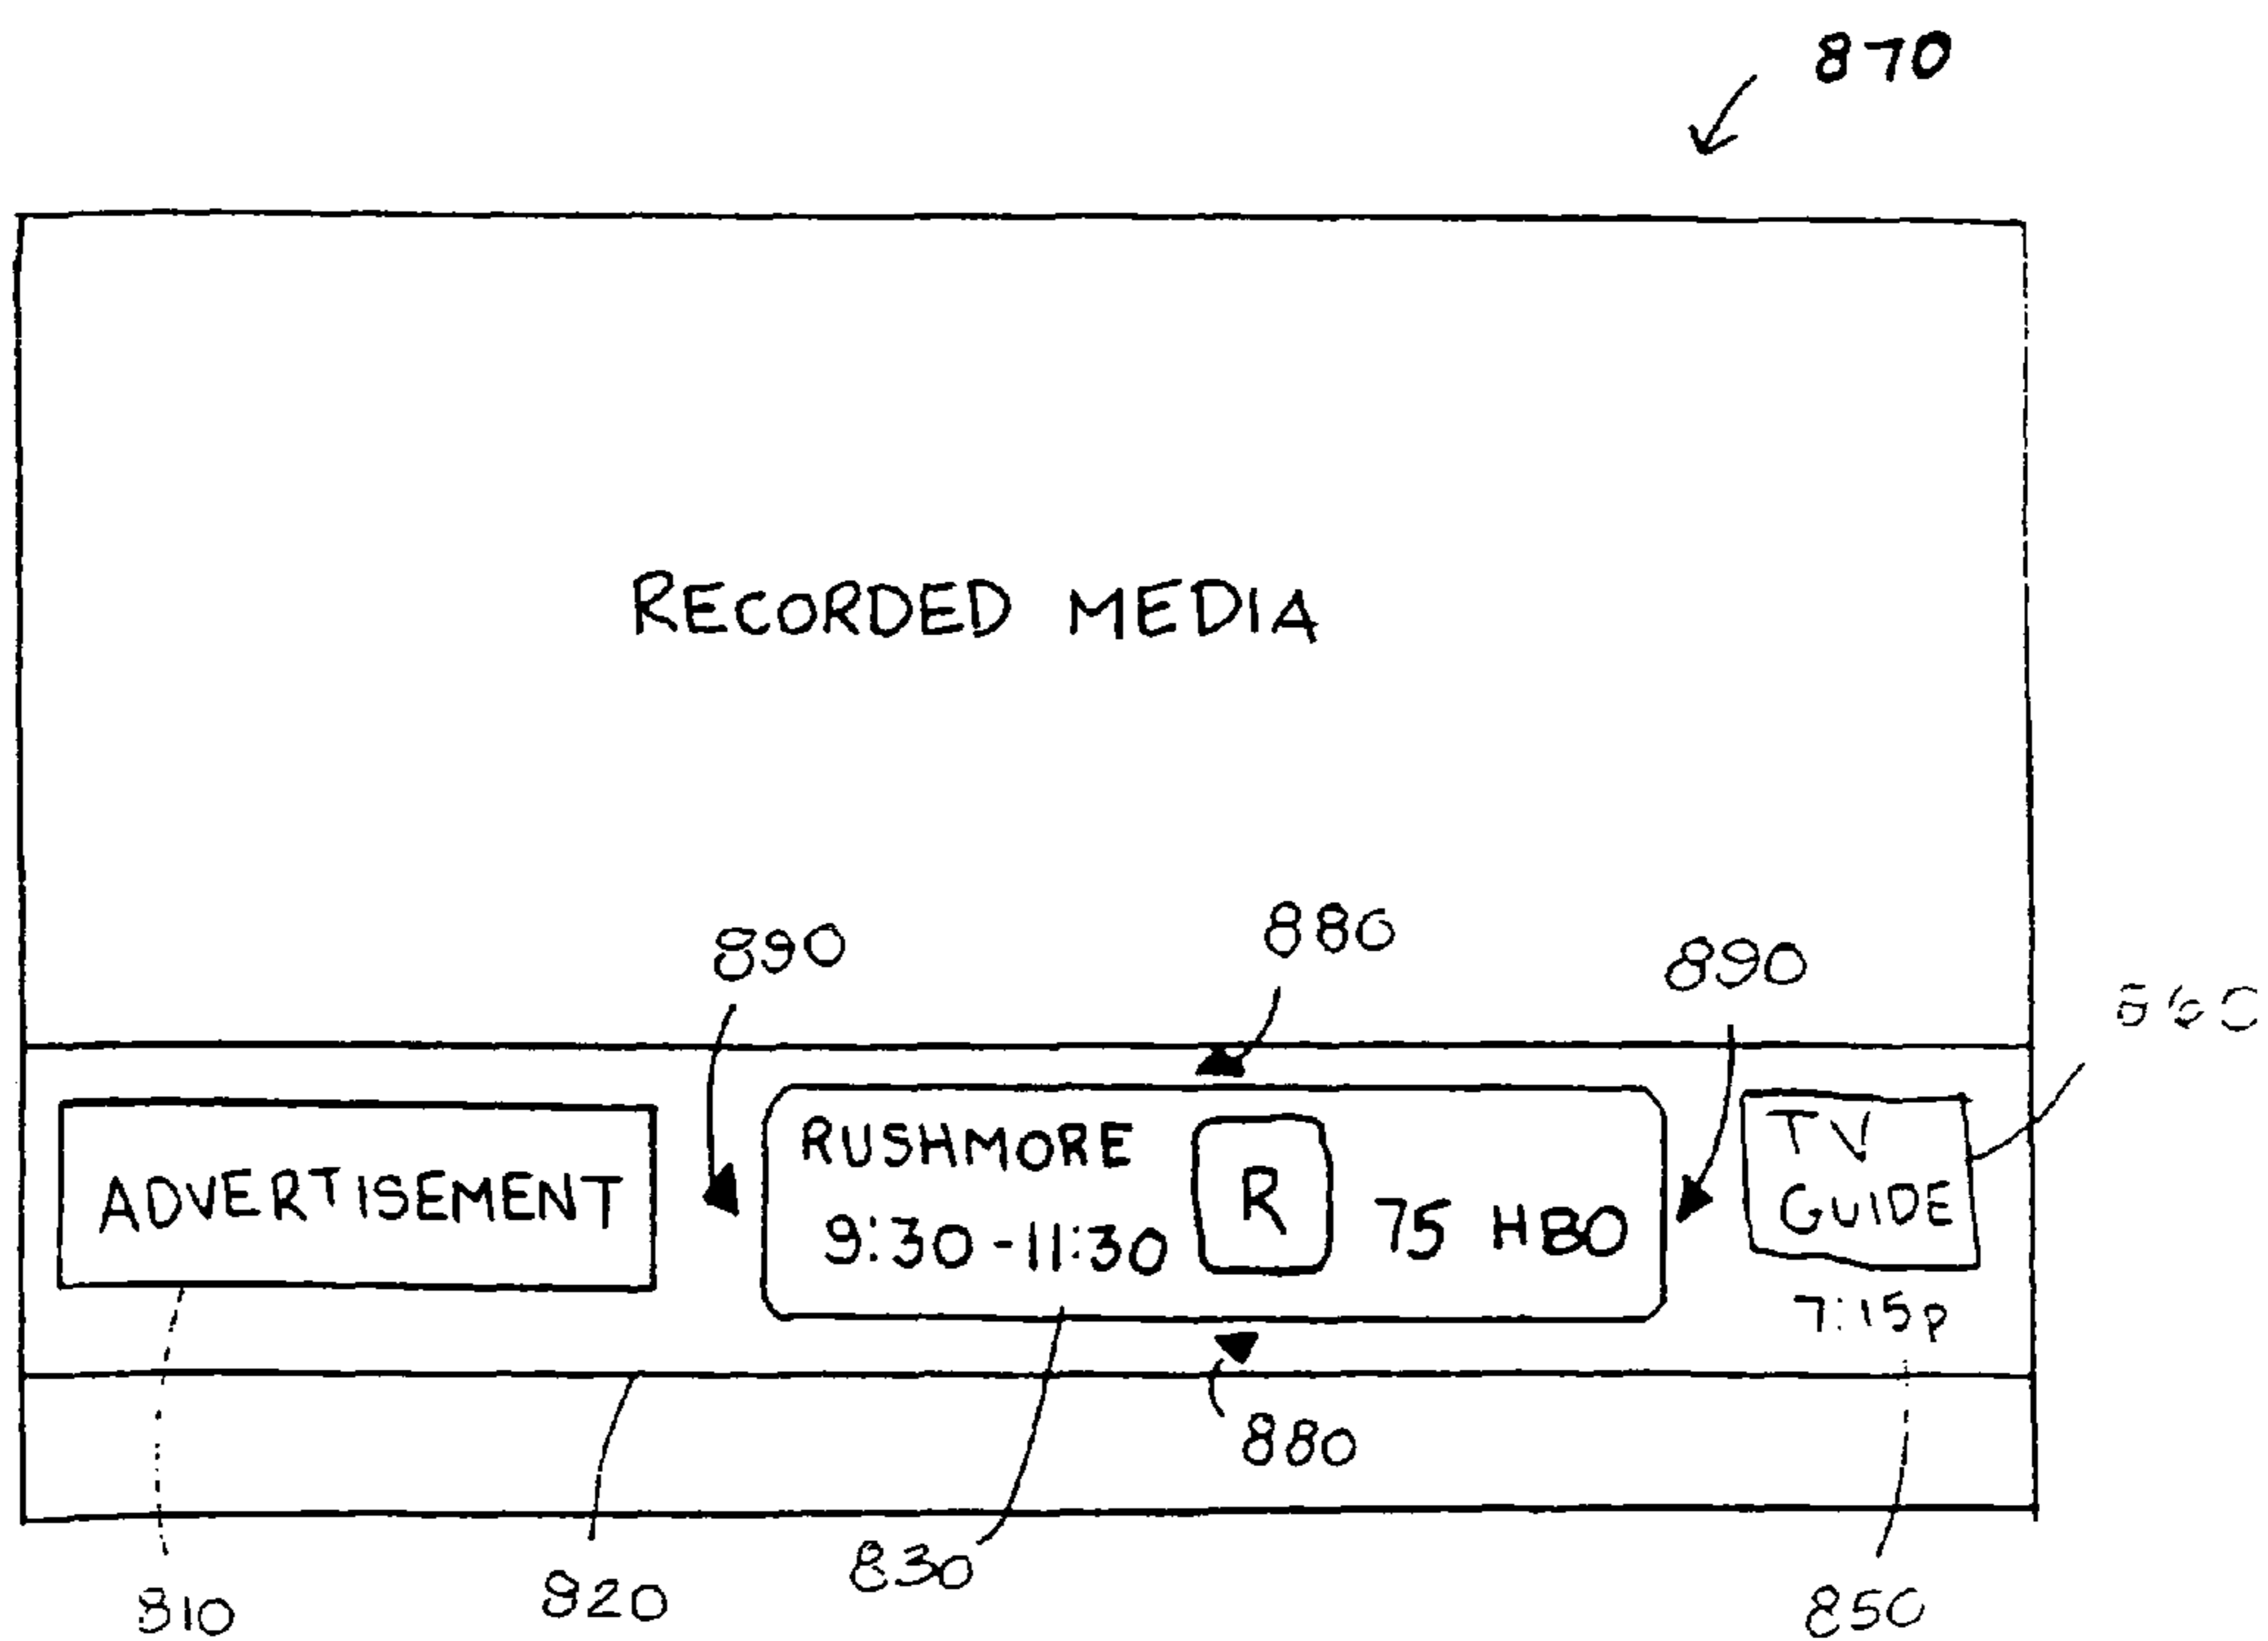 870
RECORDED MEDIA
890
880
890
860
ADVERTISEMENT
RUSHMORE
9:30-11:30
R
75 HBO
TV
GUIDE
7:15p
880
810
820
830
850